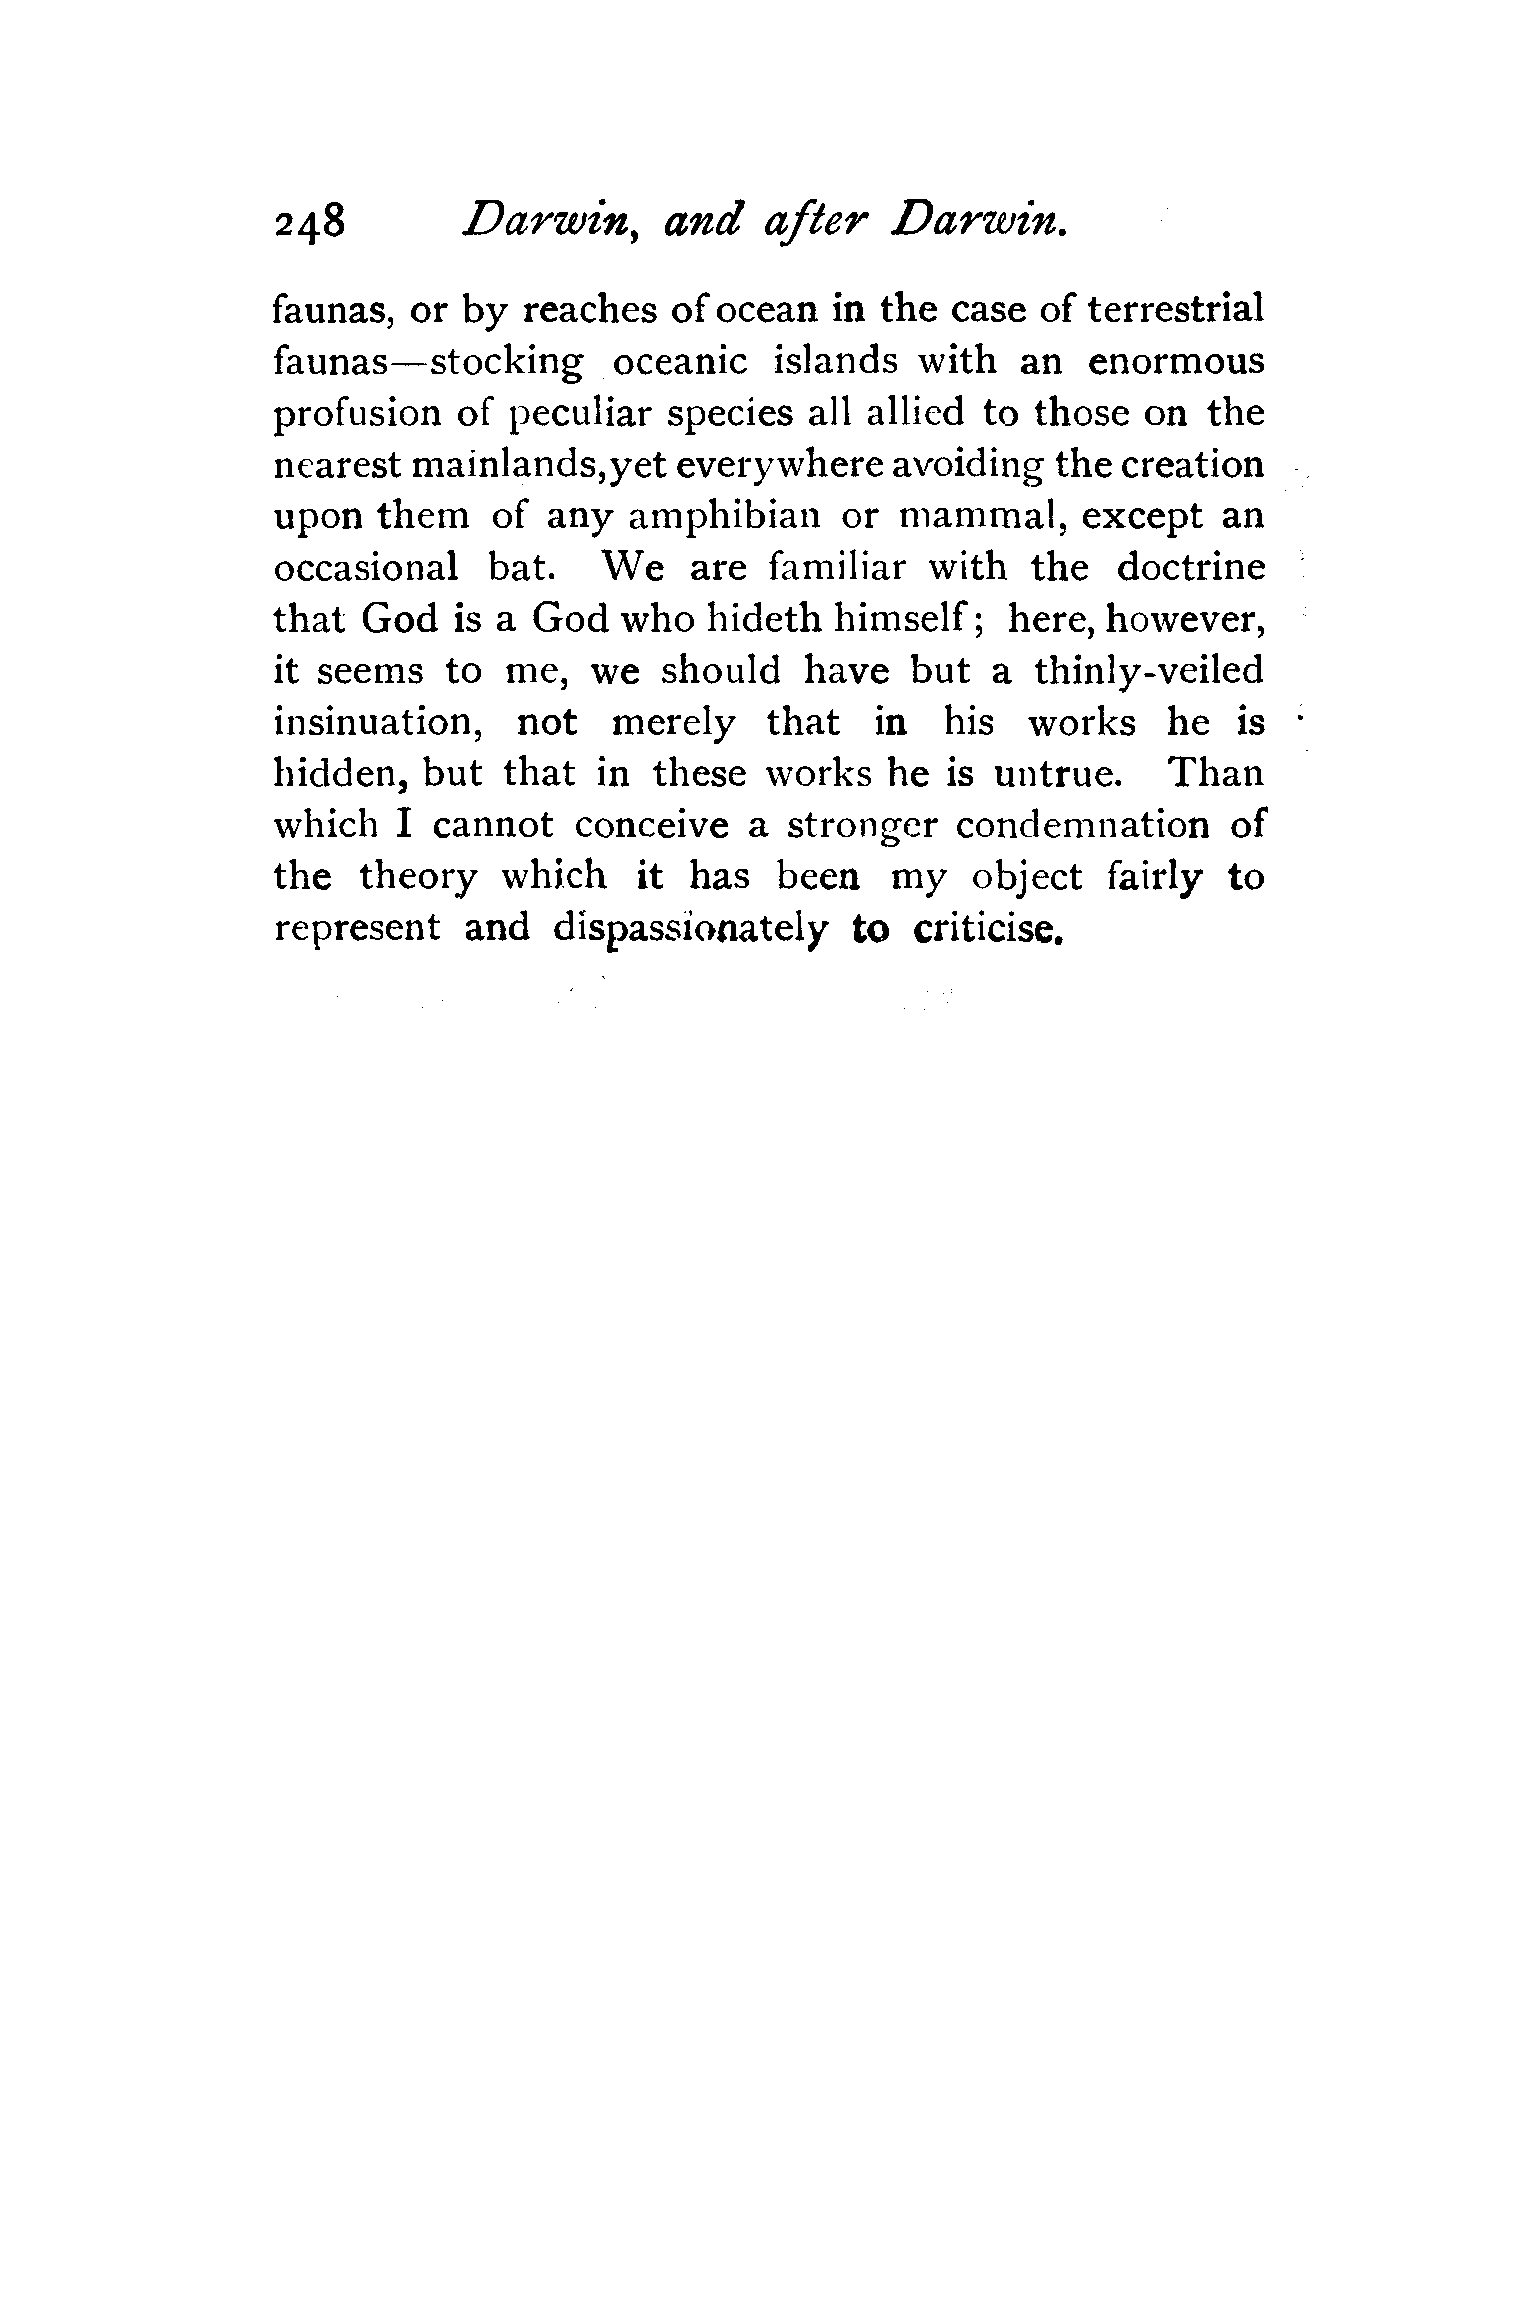 248 Darwin, and after Darwin.
faunas, or by reaches of ocean in the case of terrestrial
faunas—stocking oceanic islands with an enormous
profusion of peculiar species all allied to those on the
nearest mainlands, yet everywhere avoiding the creation
upon them of any amphibian or mammal, except an
occasional bat. We are familiar with the doctrine
that God is a God who hideth himself; here, however,
it seems to me, we should have but a thinly-veiled
insinuation, not merely that in his works he is
hidden, but that in these works he is untrue. Than
which I cannot conceive a stronger condemnation of
the theory which it has been my object fairly to
represent and dispassionately to criticise.